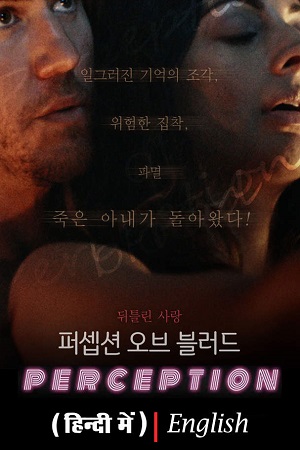 일그러진 기억의 조각,
위험한 집착,
파멸
죽은 아내가 돌아왔다!
뒤틀린 사랑
퍼셉션 오브 블러드
PERCEPTION
(हिन्दी में) | English